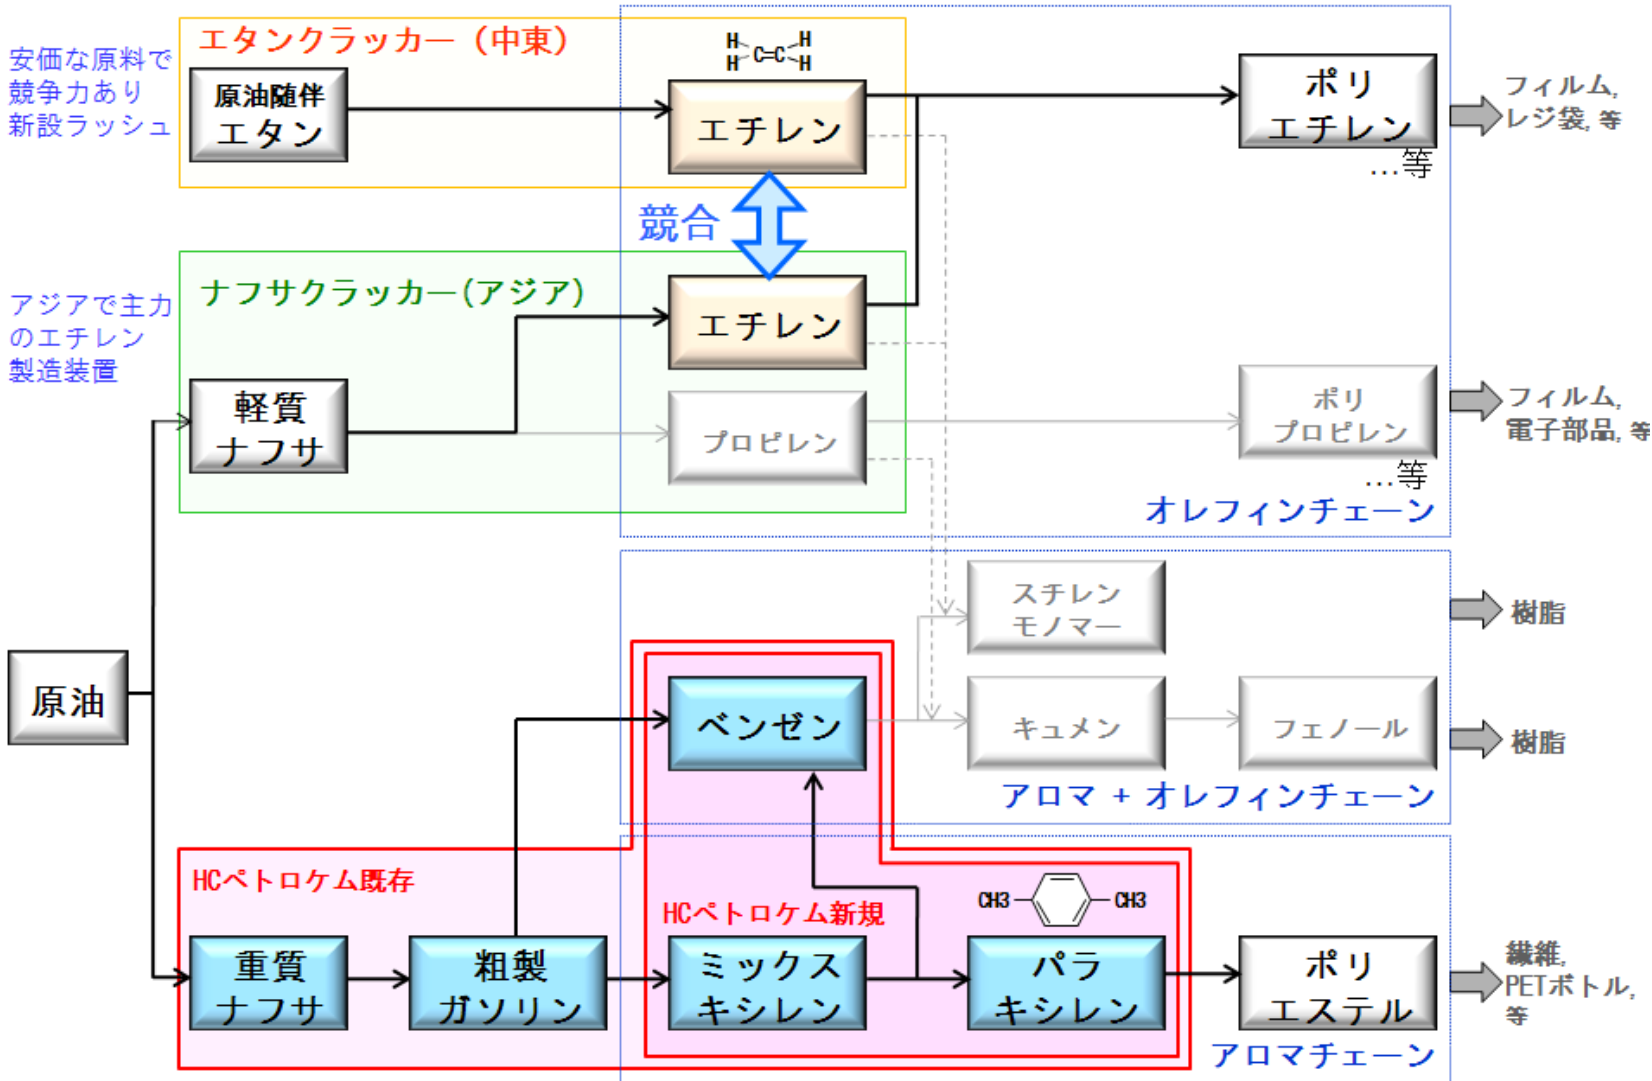 エタンクラッカー（中東）
安価な原料で
競争力あり
新設ラッシュ
原油随伴
エタン
H
H
C=C
H
H
エチレン
ポリ
エチレン
…等
フィルム,
レジ袋, 等
競合
ナフサクラッカー(アジア)
アジアで主力
のエチレン
製造装置
エチレン
軽質
ナフサ
プロピレン
ポリ
プロピレン
…等
フィルム,
電子部品, 等
オレフィンチェーン
スチレン
モノマー
樹脂
原油
ベンゼン
キュメン
フェノール
樹脂
アロマ + オレフィンチェーン
HCペトロケム既存
HCペトロケム新規
CH3
CH3
重質
ナフサ
粗製
ガソリン
ミックス
キシレン
パラ
キシレン
ポリ
エステル
繊維,
PETボトル,
等
アロマチェーン